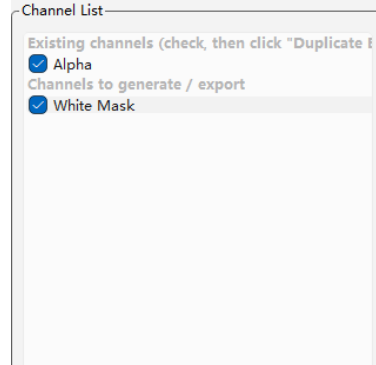 Channel List
Existing channels (check, then click "Duplicate
Alpha
Channels to generate / export
White Mask